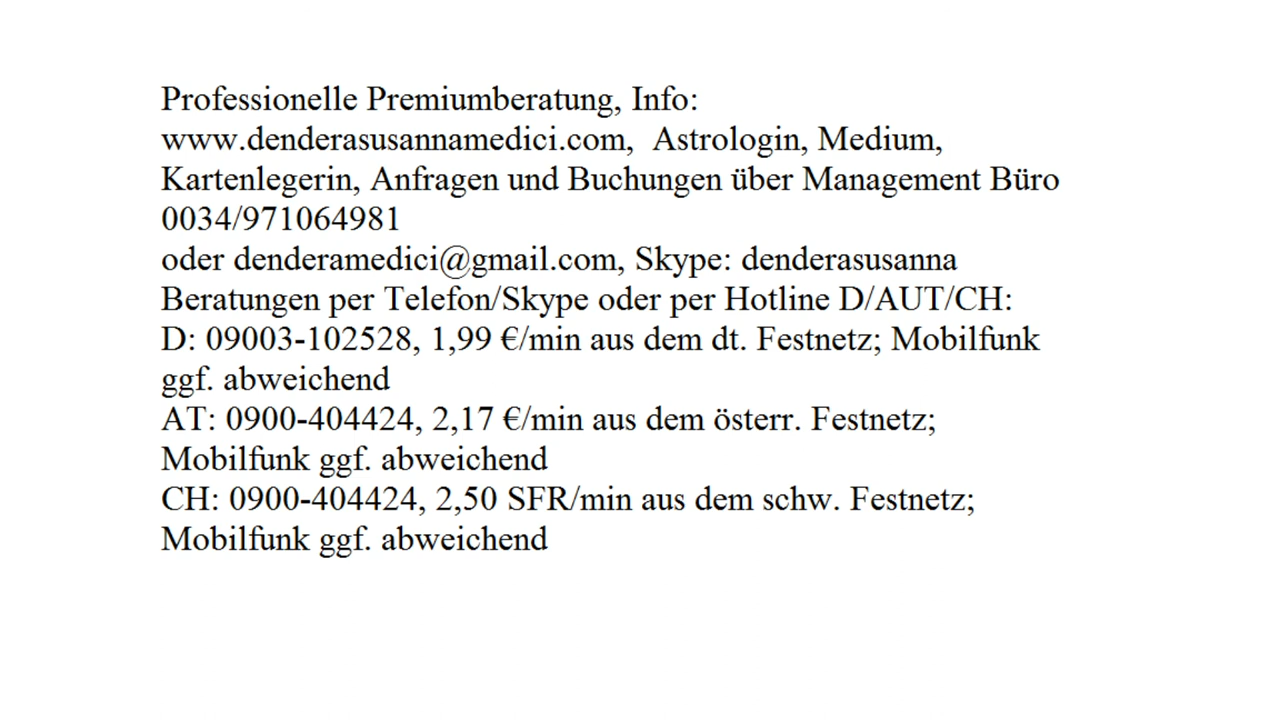 Professionelle Premiumberatung, Info:
www.denderasusannamedici.com,  Astrologin, Medium,
Kartenlegerin, Anfragen und Buchungen über Management Büro
0034/971064981
oder denderamedici@gmail.com, Skype: denderasusanna
Beratungen per Telefon/Skype oder per Hotline D/AUT/CH:
D: 09003-102528, 1,99 €/min aus dem dt. Festnetz; Mobilfunk
ggf. abweichend
AT: 0900-404424, 2,17 €/min aus dem österr. Festnetz;
Mobilfunk ggf. abweichend
CH: 0900-404424, 2,50 SFR/min aus dem schw. Festnetz;
Mobilfunk ggf. abweichend